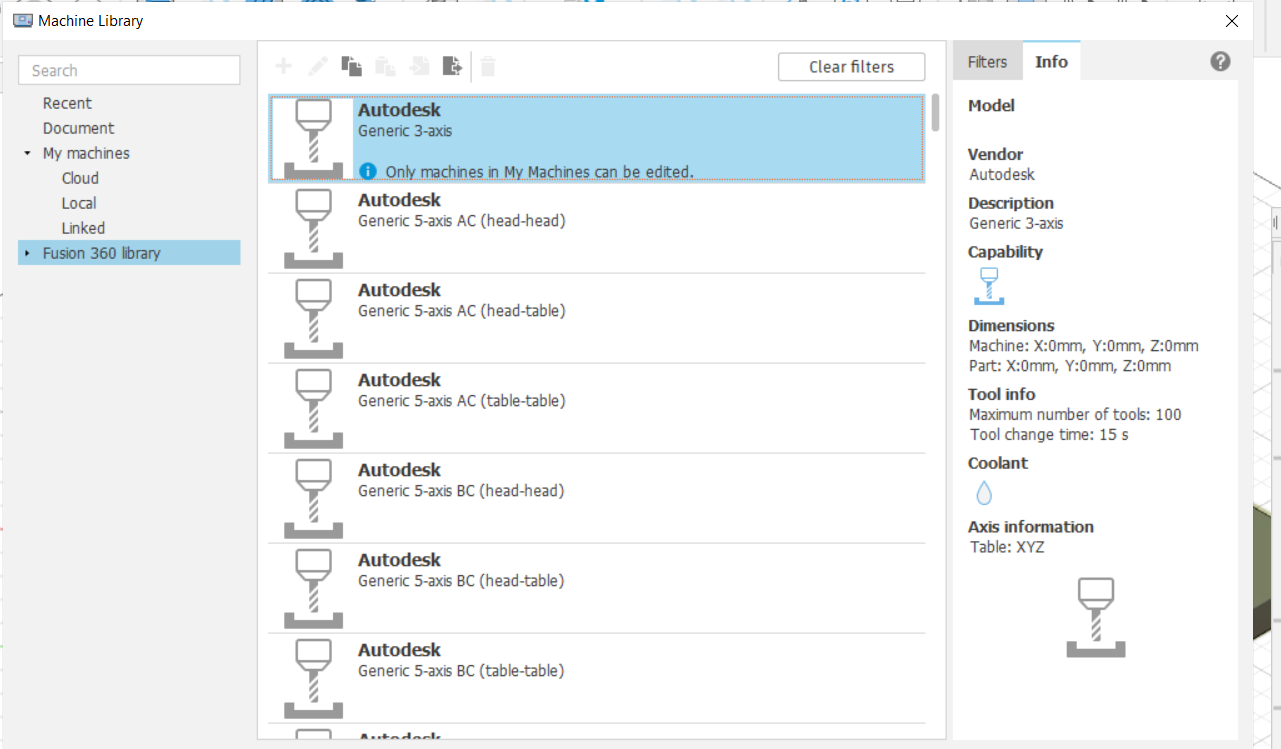 Machine Library
Search
Recent
Document
My machines
Cloud
Local
Linked
Fusion 360 library
Clear filters
Autodesk
Generic 3-axis
Only machines in My Machines can be edited.
Autodesk
Generic 5-axis AC (head-head)
Autodesk
Generic 5-axis AC (head-table)
Autodesk
Generic 5-axis AC (table-table)
Autodesk
Generic 5-axis BC (head-head)
Autodesk
Generic 5-axis BC (head-table)
Autodesk
Generic 5-axis BC (table-table)
Autodesk
Filters Info
Model
Vendor
Autodesk
Description
Generic 3-axis
Capability
Dimensions
Machine: X:0mm, Y:0mm, Z:0mm
Part: X:0mm, Y:0mm, Z:0mm
Tool info
Maximum number of tools: 100
Tool change time: 15 s
Coolant
Axis information
Table: XYZ